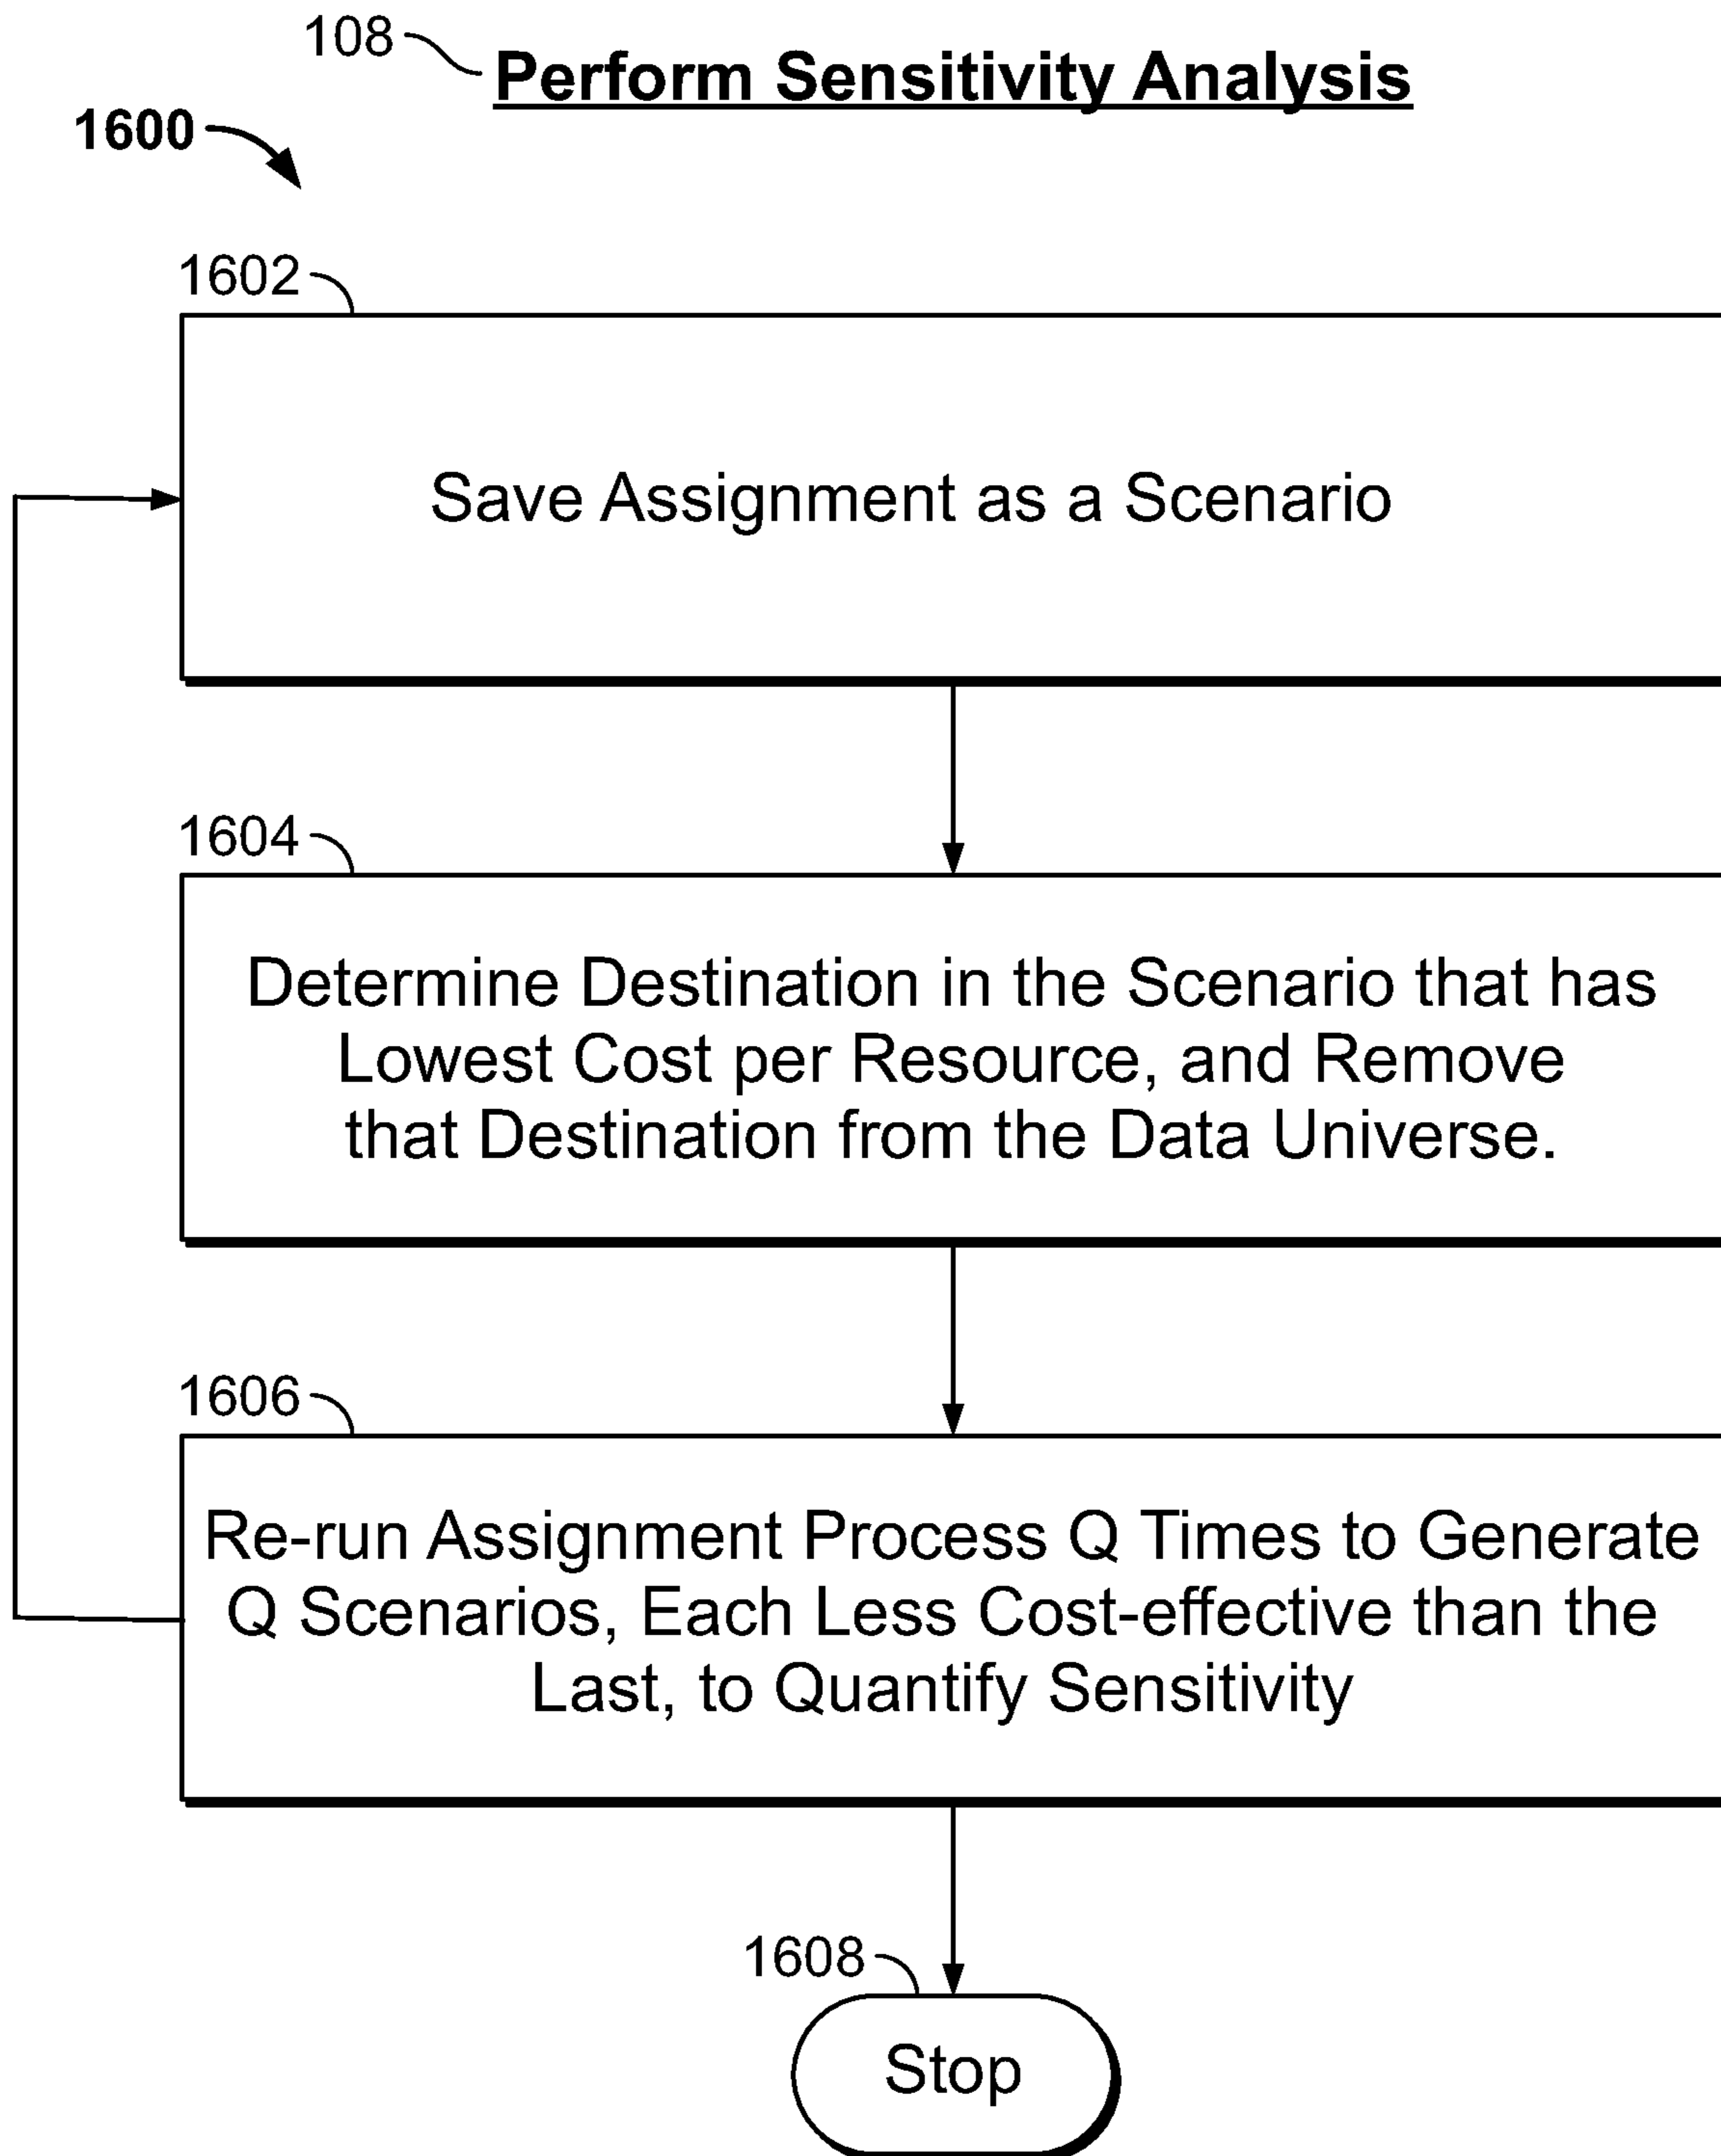 108
Perform Sensitivity Analysis
1600
1602
Save Assignment as a Scenario
1604
Determine Destination in the Scenario that has
Lowest Cost per Resource, and Remove
that Destination from the Data Universe.
1606
Re-run Assignment Process Q Times to Generate
Q Scenarios, Each Less Cost-effective than the
Last, to Quantify Sensitivity
1608
Stop